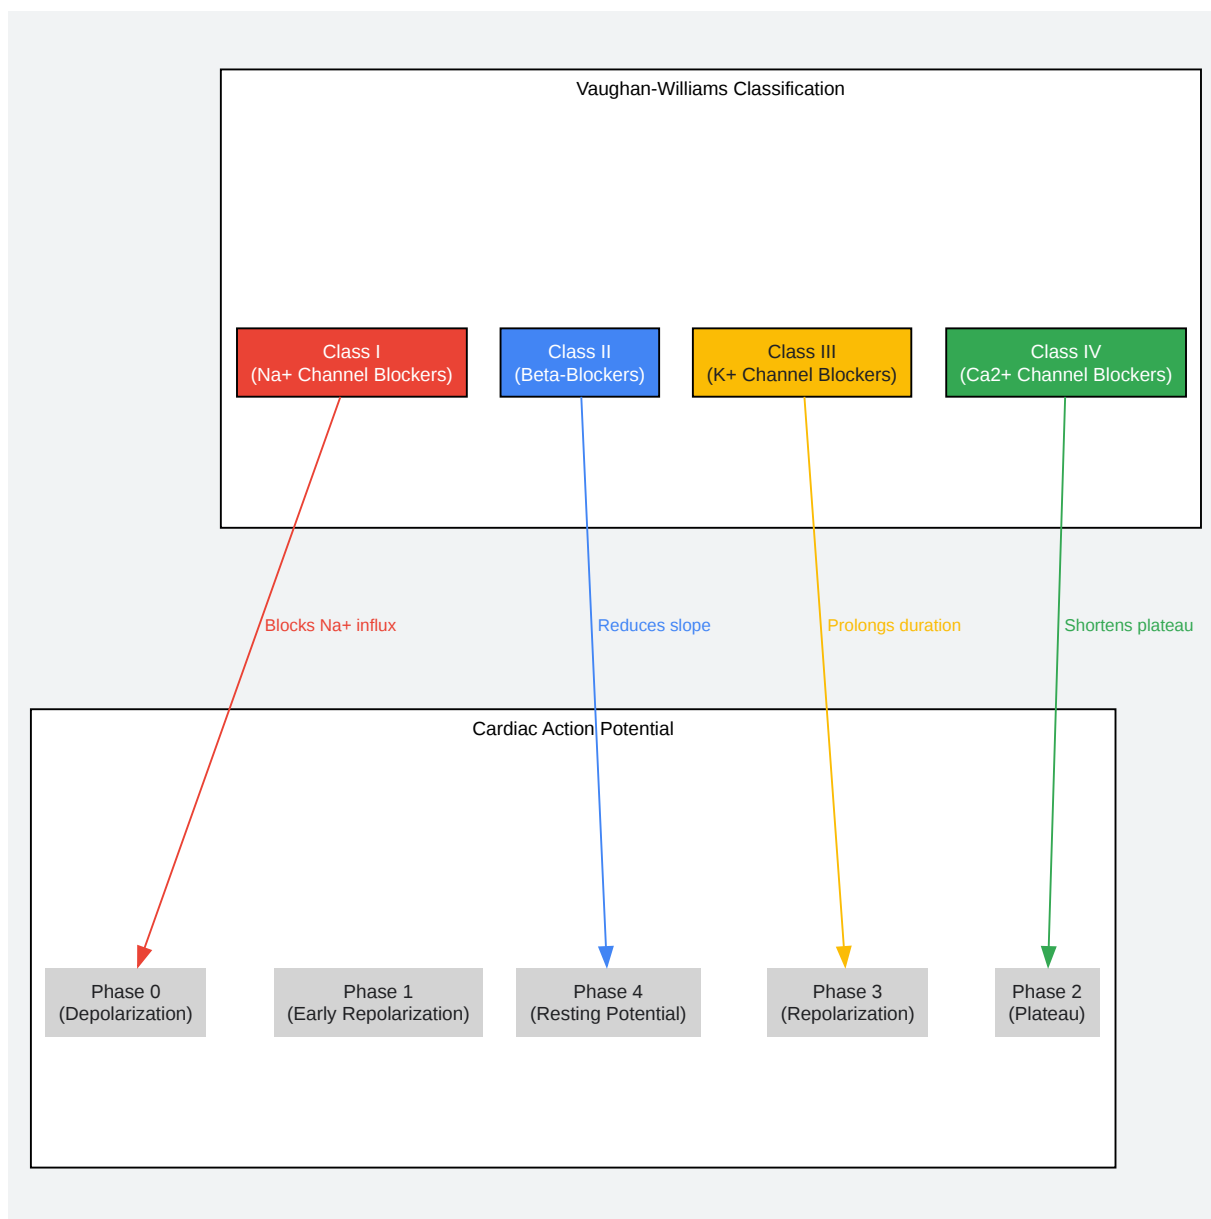 Vaughan-Williams Classification
Class I
(Na+ Channel Blockers)
Class II
(Beta-Blockers)
Class III
(K+ Channel Blockers)
Class IV
(Ca2+ Channel Blockers)
Blocks Na+ influx
Reduces slope
Prolongs duration
Shortens plateau
Cardiac Action Potential
Phase 0
(Depolarization)
Phase 1
(Early Repolarization)
Phase 4
(Resting Potential)
Phase 3
(Repolarization)
Phase 2
(Plateau)